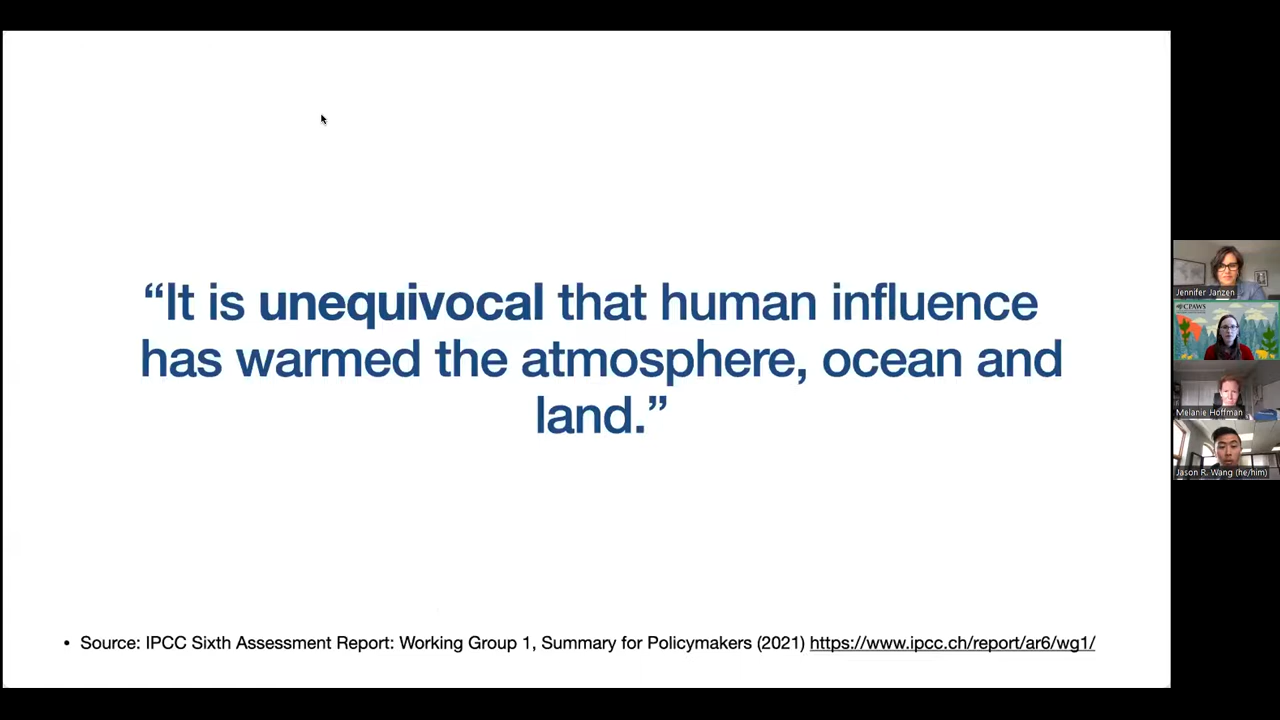 “It is unequivocal that human influence
has warmed the atmosphere, ocean and
land.”
• Source: IPCC Sixth Assessment Report: Working Group 1, Summary for Policymakers (2021) https://www.ipcc.ch/report/ar6/wg1/
Jennifer Janzen
CPAWS
Melanie Hoffman
Jason R. Wang (he/him)